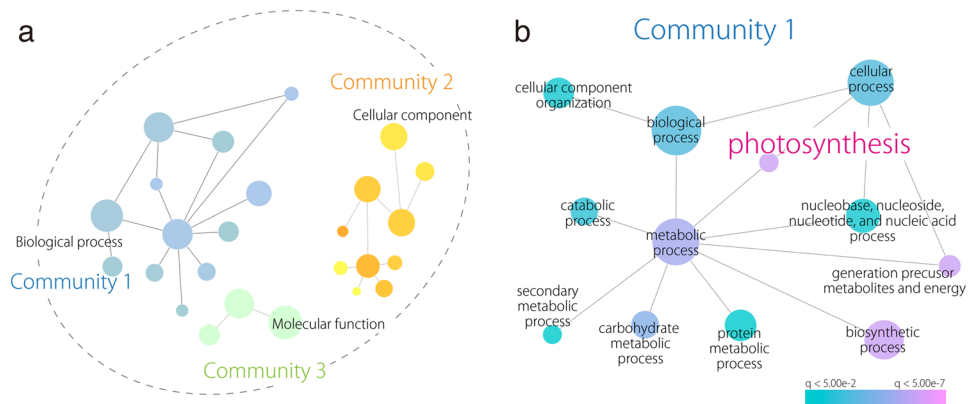 a
Community 2
Cellular component
Biological process
Community 1
Molecular function
Community 3
b
Community 1
cellular
process
cellular component
organization
biological
process
photosynthesis
catabolic
process
nucleobase, nucleoside,
nucleotide, and nucleic acid
process
metabolic
process
generation precusor
metabolites and energy
secondary
metabolic
process
carbohydrate
metabolic
process
protein
metabolic
process
biosynthetic
process
q < 5.00e-2
q < 5.00e-7